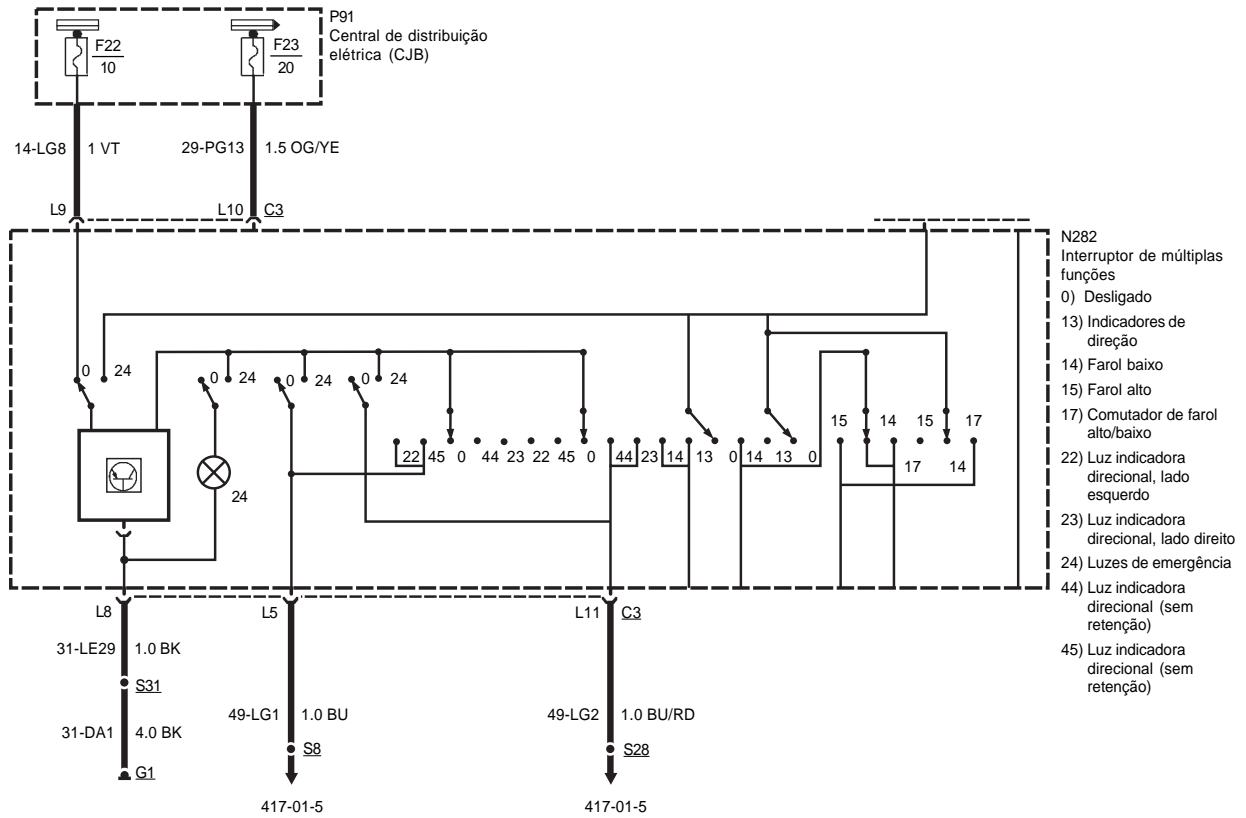 P91
Central de distribuição
elétrica (CJB)
F22
10
F23
20
14-LG8 1 VT
29-PG13 1.5 OG/YE
L9
L10 C3
N282
Interruptor de múltiplas
funções
0) Desligado
13) Indicadores de
direção
14) Farol baixo
15) Farol alto
17) Comutador de farol
alto/baixo
22) Luz indicadora
direcional, lado
esquerdo
23) Luz indicadora
direcional, lado direito
24) Luzes de emergência
44) Luz indicadora
direcional (sem
retenção)
45) Luz indicadora
direcional (sem
retenção)
0 24
0 24
0 24
0 24
15 14 15 17
22 45 0 44 23 22 45 0 44 23 14 13 0 14 13 0
17 14
24
L8
L5
L11 C3
31-LE29 1.0 BK
S31
31-DA1 4.0 BK
G1
49-LG1 1.0 BU
S8
417-01-5
49-LG2 1.0 BU/RD
S28
417-01-5